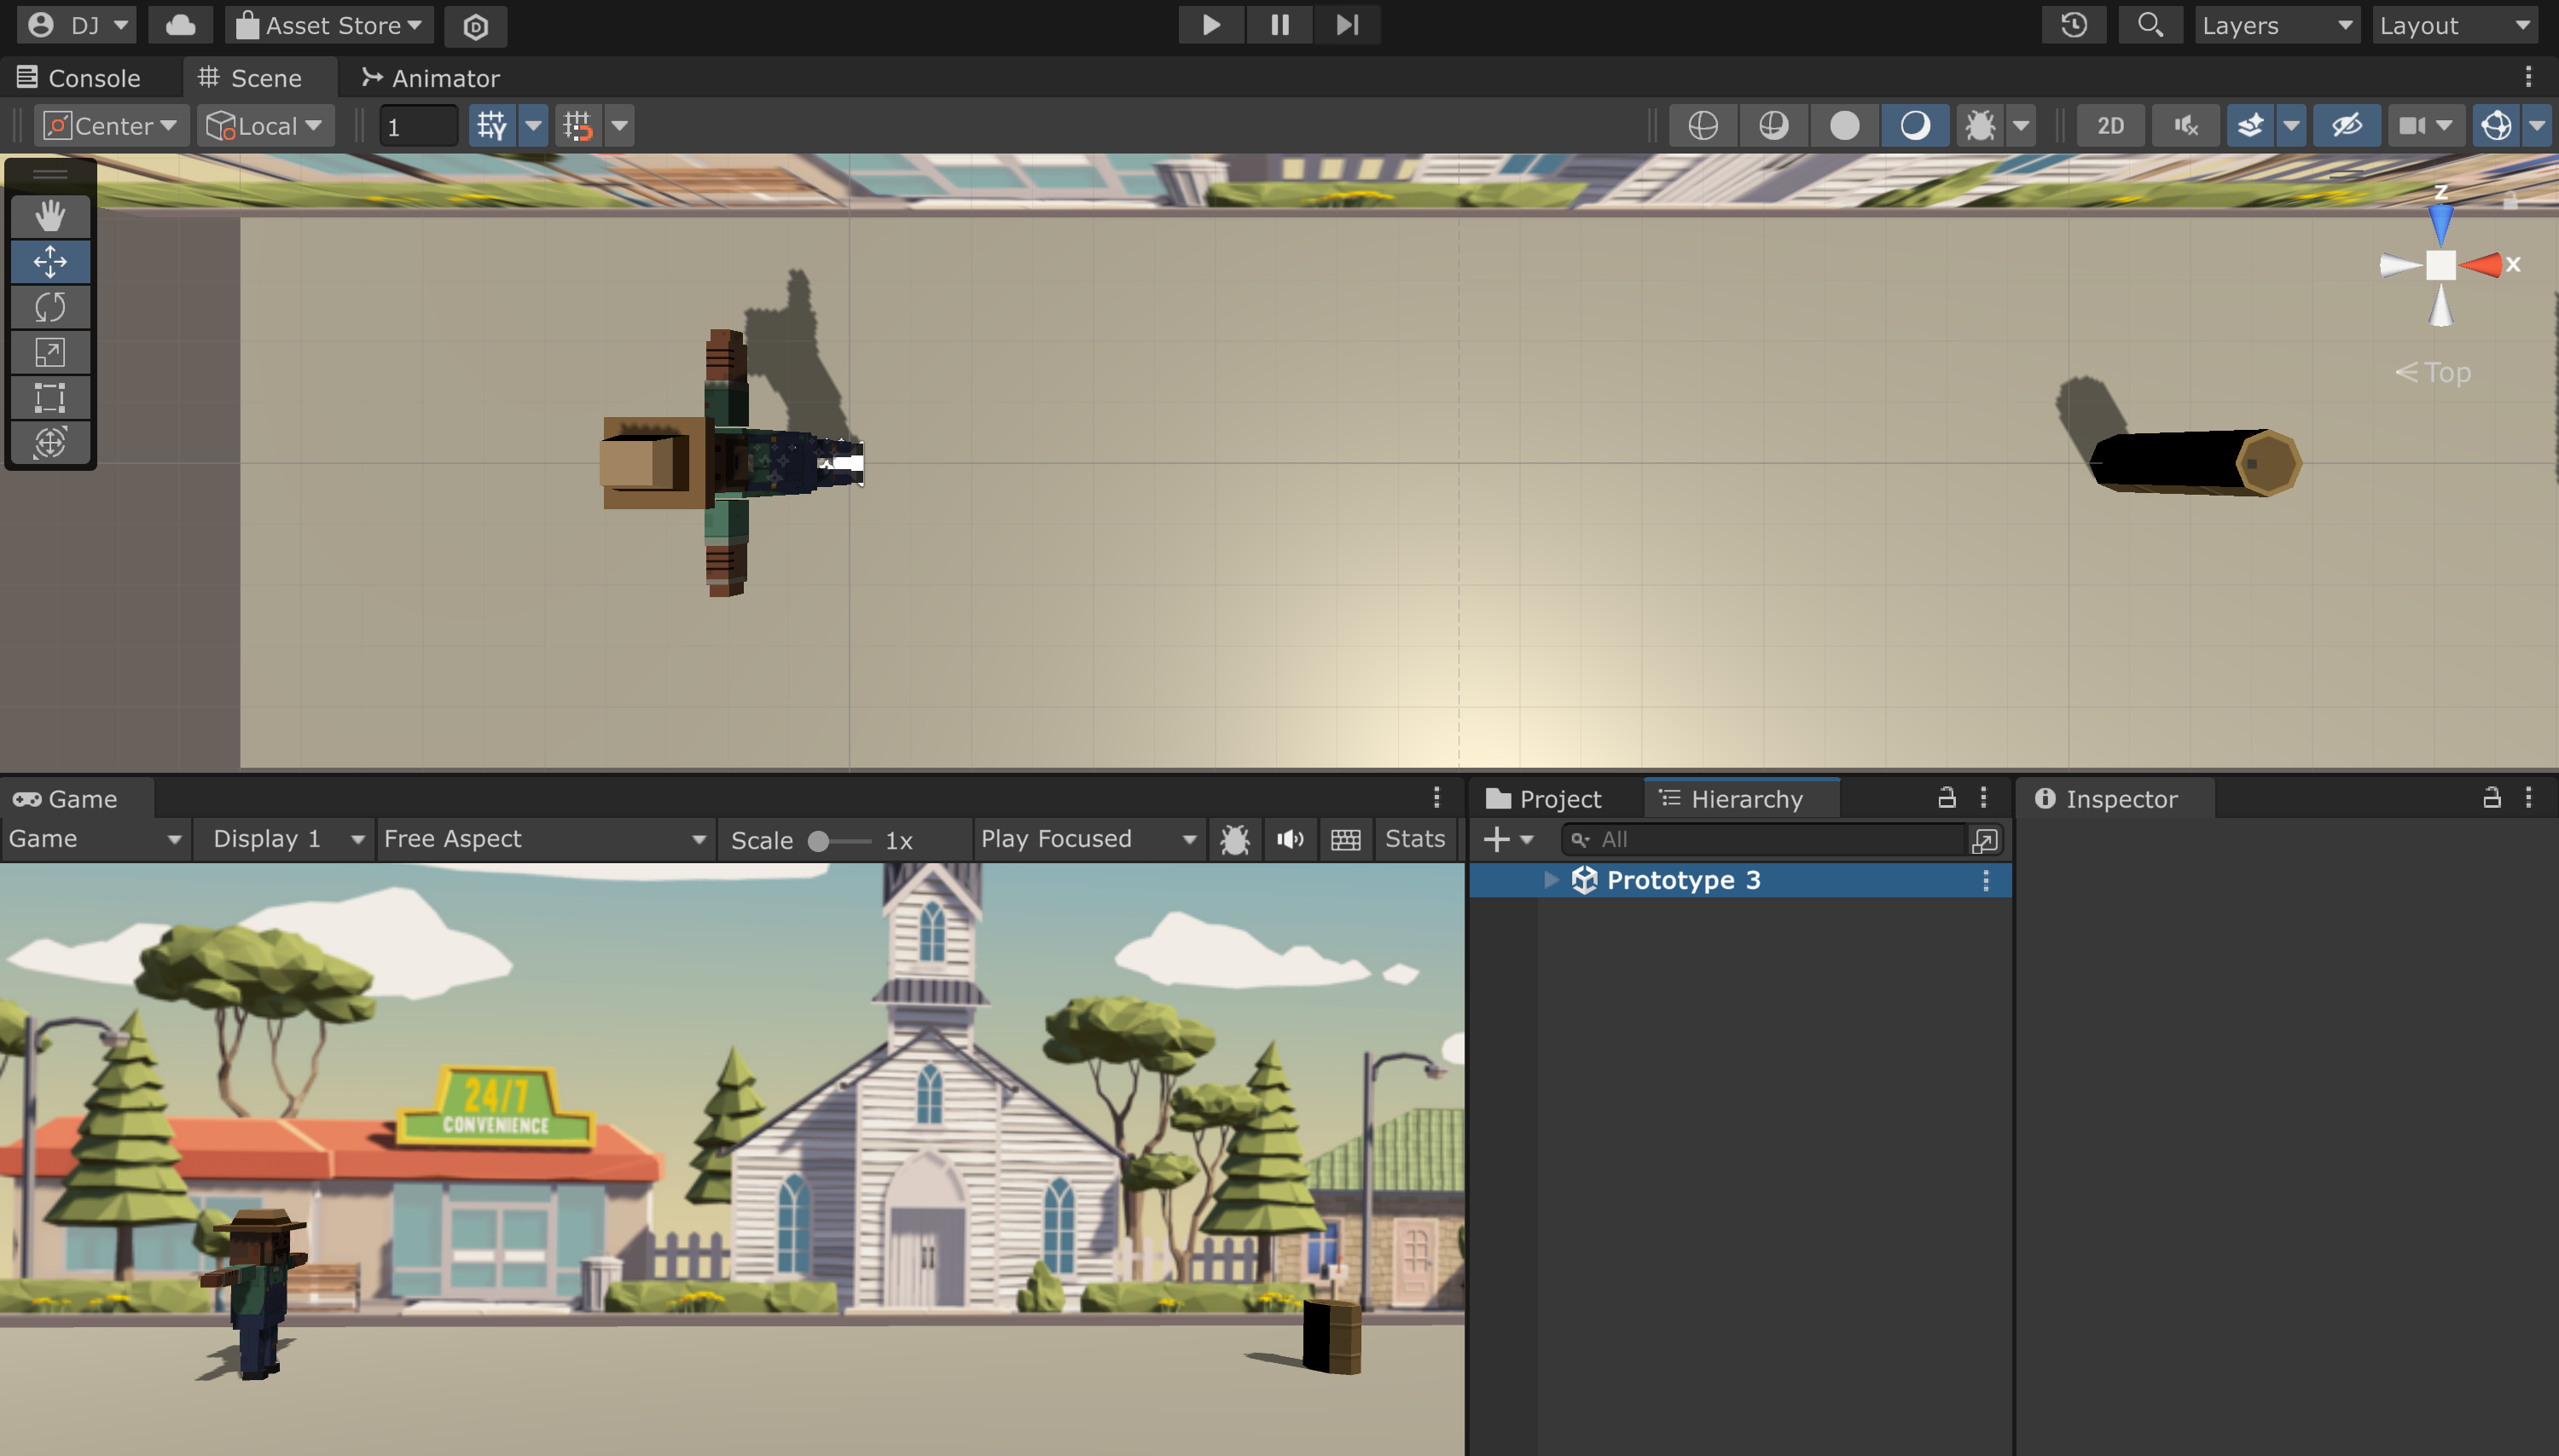 DJ Asset Store Layers Layout
Console Scene Animator
Center Local 1 2D
Z
X
Top
Game Project Hierarchy Inspector
Game Display 1 Free Aspect Scale 1x Play Focused Stats All
Prototype 3
24/7
CONVENIENCE